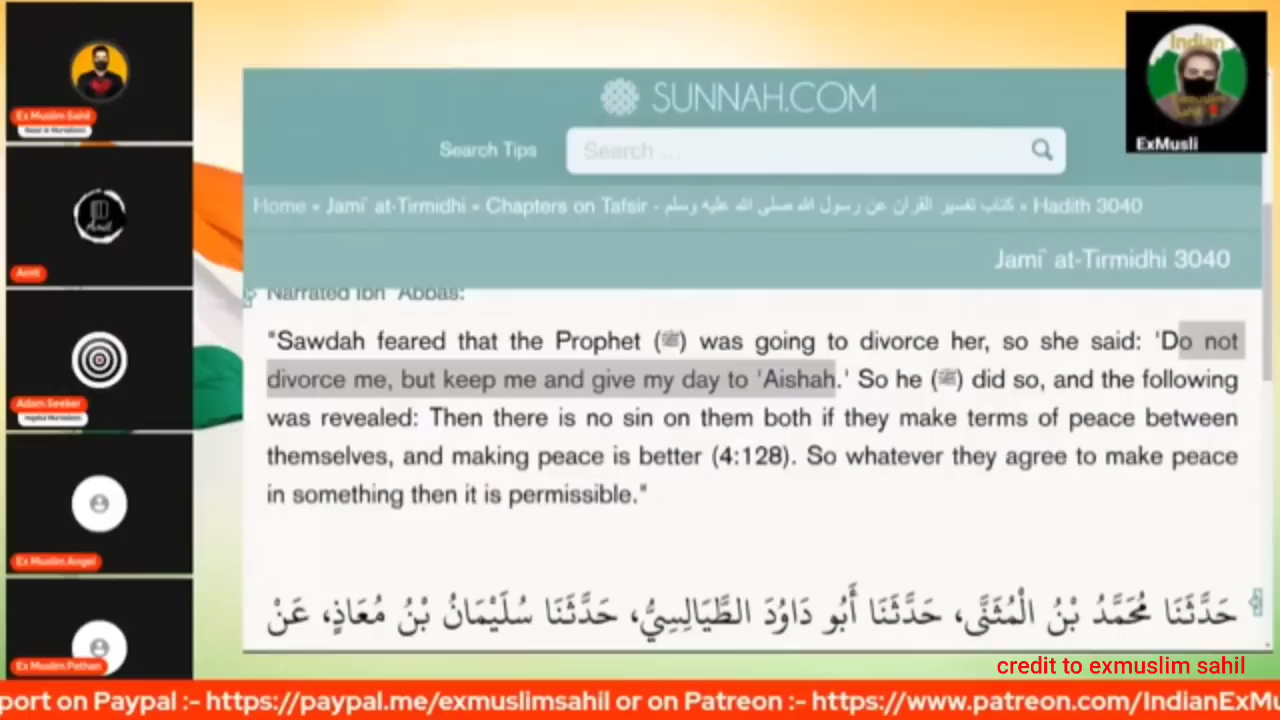 Ex Muslim Sahil
Amit
Adam Seeker
Ex Muslim Angel
Ex Muslim Pathan
Indian
ExMusli
SUNNAH.COM
Search Tips
Search ...
Home » Jami` at-Tirmidhi » Chapters on Tafsir - كتاب تفسير القرآن عن رسول الله صلى الله عليه وسلم » Hadith 3040
Jami` at-Tirmidhi 3040
Narrated Ibn 'Abbas:
"Sawdah feared that the Prophet (ﷺ) was going to divorce her, so she said: 'Do not
divorce me, but keep me and give my day to 'Aishah.' So he (ﷺ) did so, and the following
was revealed: Then there is no sin on them both if they make terms of peace between
themselves, and making peace is better (4:128). So whatever they agree to make peace
in something then it is permissible."
حَدَّثَنَا مُحَمَّدُ بْنُ الْمُثَنَّى، حَدَّثَنَا أَبُو دَاوُدَ الطَّيَالِسِيُّ، حَدَّثَنَا سُلَيْمَانُ بْنُ مُعَاذٍ، عَنْ
credit to exmuslim sahil
port on Paypal :- https://paypal.me/exmuslimsahil or on Patreon :- https://www.patreon.com/IndianExMu